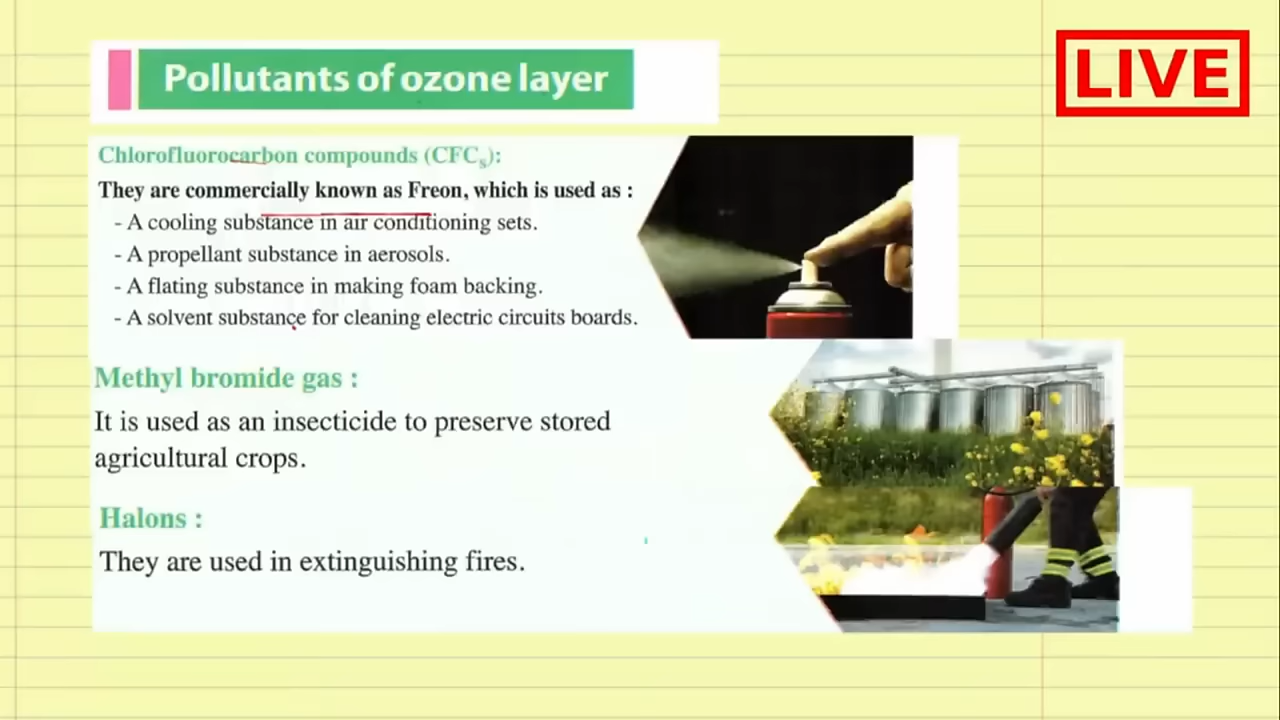 Pollutants of ozone layer
LIVE
Chlorofluorocarbon compounds (CFCs):
They are commercially known as Freon, which is used as :
- A cooling substance in air conditioning sets.
- A propellant substance in aerosols.
- A flating substance in making foam backing.
- A solvent substance for cleaning electric circuits boards.
Methyl bromide gas :
It is used as an insecticide to preserve stored
agricultural crops.
Halons :
They are used in extinguishing fires.